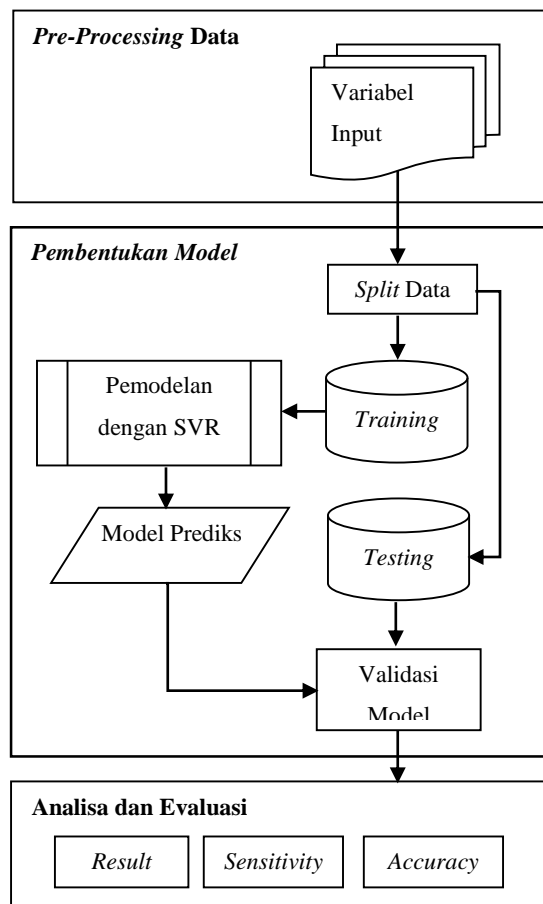 Pre-Processing Data
Variabel
Input
Pembentukan Model
Split Data
Pemodelan
dengan SVR
Training
Model Prediks
Testing
Validasi
Model
Analisa dan Evaluasi
Result
Sensitivity
Accuracy